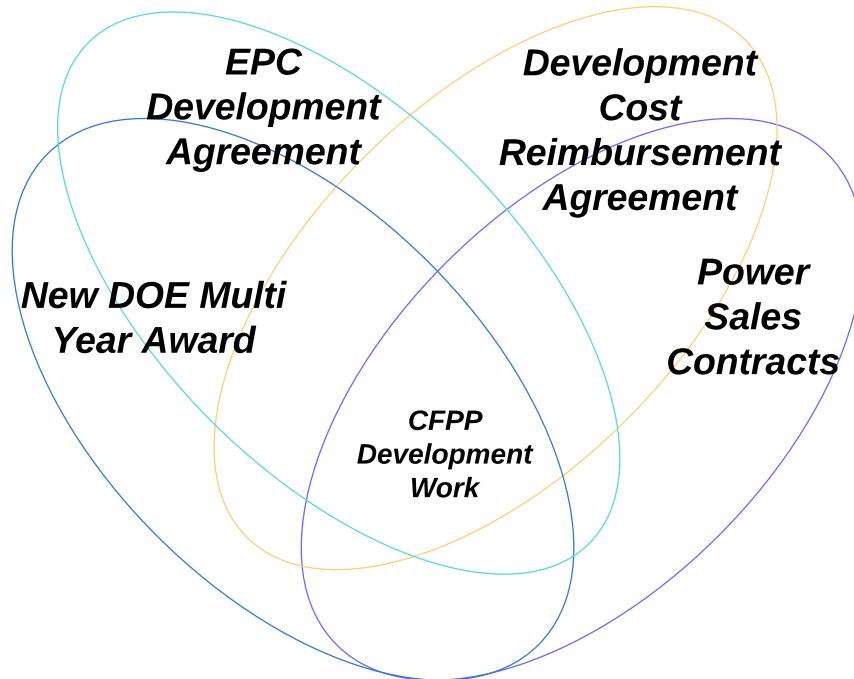 EPC
Development
Agreement
Development
Cost
Reimbursement
Agreement
New DOE Multi
Year Award
Power
Sales
Contracts
CFPP
Development
Work